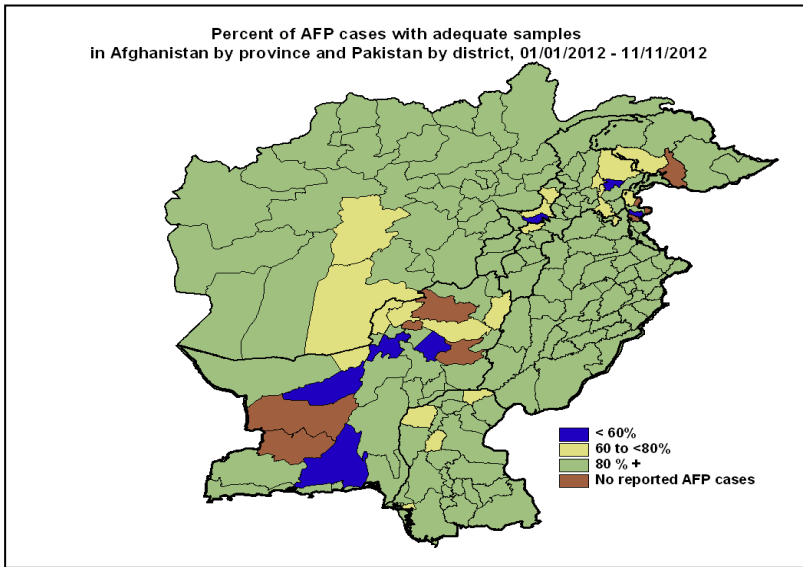 Percent of AFP cases with adequate samples
in Afghanistan by province and Pakistan by district, 01/01/2012 - 11/11/2012
< 60%
60 to <80%
80 % +
No reported AFP cases